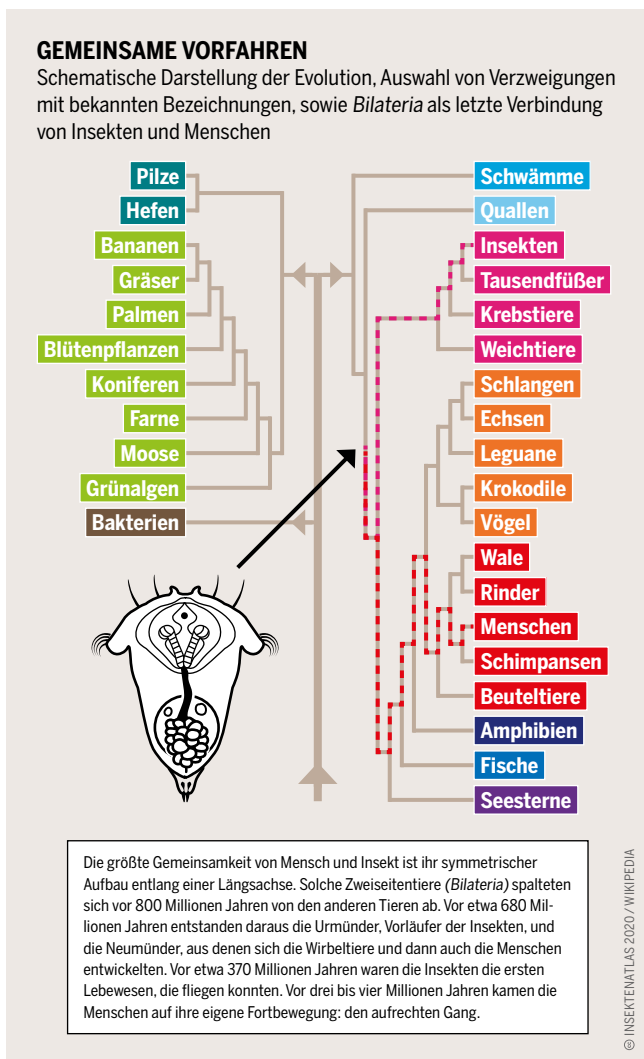 GEMEINSAME VORFAHREN
Schematische Darstellung der Evolution, Auswahl von Verzweigungen
mit bekannten Bezeichnungen, sowie Bilateria als letzte Verbindung
von Insekten und Menschen
Pilze
Hefen
Bananen
Gräser
Palmen
Blütenpflanzen
Koniferen
Farne
Moose
Grünalgen
Bakterien
Schwämme
Quallen
Insekten
Tausendfüßer
Krebstiere
Weichtiere
Schlangen
Echsen
Leguane
Krokodile
Vögel
Wale
Rinder
Menschen
Schimpansen
Beuteltiere
Amphibien
Fische
Seesterne
Die größte Gemeinsamkeit von Mensch und Insekt ist ihr symmetrischer
Aufbau entlang einer Längsachse. Solche Zweiseitentiere (Bilateria) spalteten
sich vor 800 Millionen Jahren von den anderen Tieren ab. Vor etwa 680 Mil-
lionen Jahren entstanden daraus die Urmünder, Vorläufer der Insekten, und
die Neumünder, aus denen sich die Wirbeltiere und dann auch die Menschen
entwickelten. Vor etwa 370 Millionen Jahren waren die Insekten die ersten
Lebewesen, die fliegen konnten. Vor drei bis vier Millionen Jahren kamen die
Menschen auf ihre eigene Fortbewegung: den aufrechten Gang.
🅭 INSEKTENATLAS 2020 / WIKIPEDIA